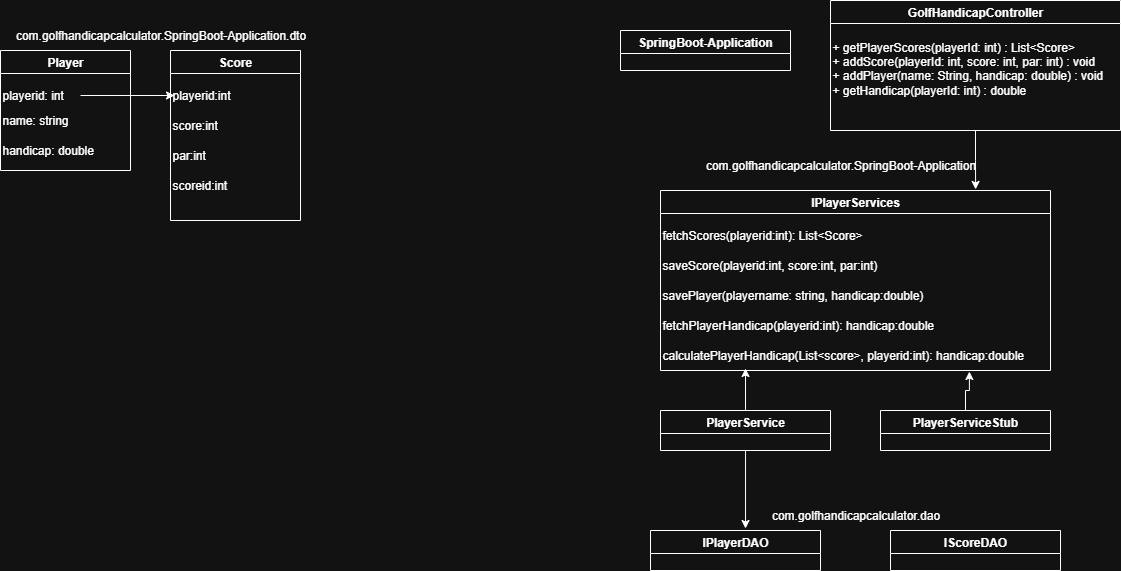 com.golfhandicapcalculator.SpringBoot-Application.dto
Player
playerid: int
name: string
handicap: double
Score
playerid:int
score:int
par:int
scoreid:int
SpringBoot-Application
GolfHandicapController
+ getPlayerScores(playerId: int) : List<Score>
+ addScore(playerId: int, score: int, par: int) : void
+ addPlayer(name: String, handicap: double) : void
+ getHandicap(playerId: int) : double
com.golfhandicapcalculator.SpringBoot-Application
IPlayerServices
fetchScores(playerid:int): List<Score>
saveScore(playerid:int, score:int, par:int)
savePlayer(playername: string, handicap:double)
fetchPlayerHandicap(playerid:int): handicap:double
calculatePlayerHandicap(List<score>, playerid:int): handicap:double
PlayerService
PlayerServiceStub
com.golfhandicapcalculator.dao
IPlayerDAO
IScoreDAO